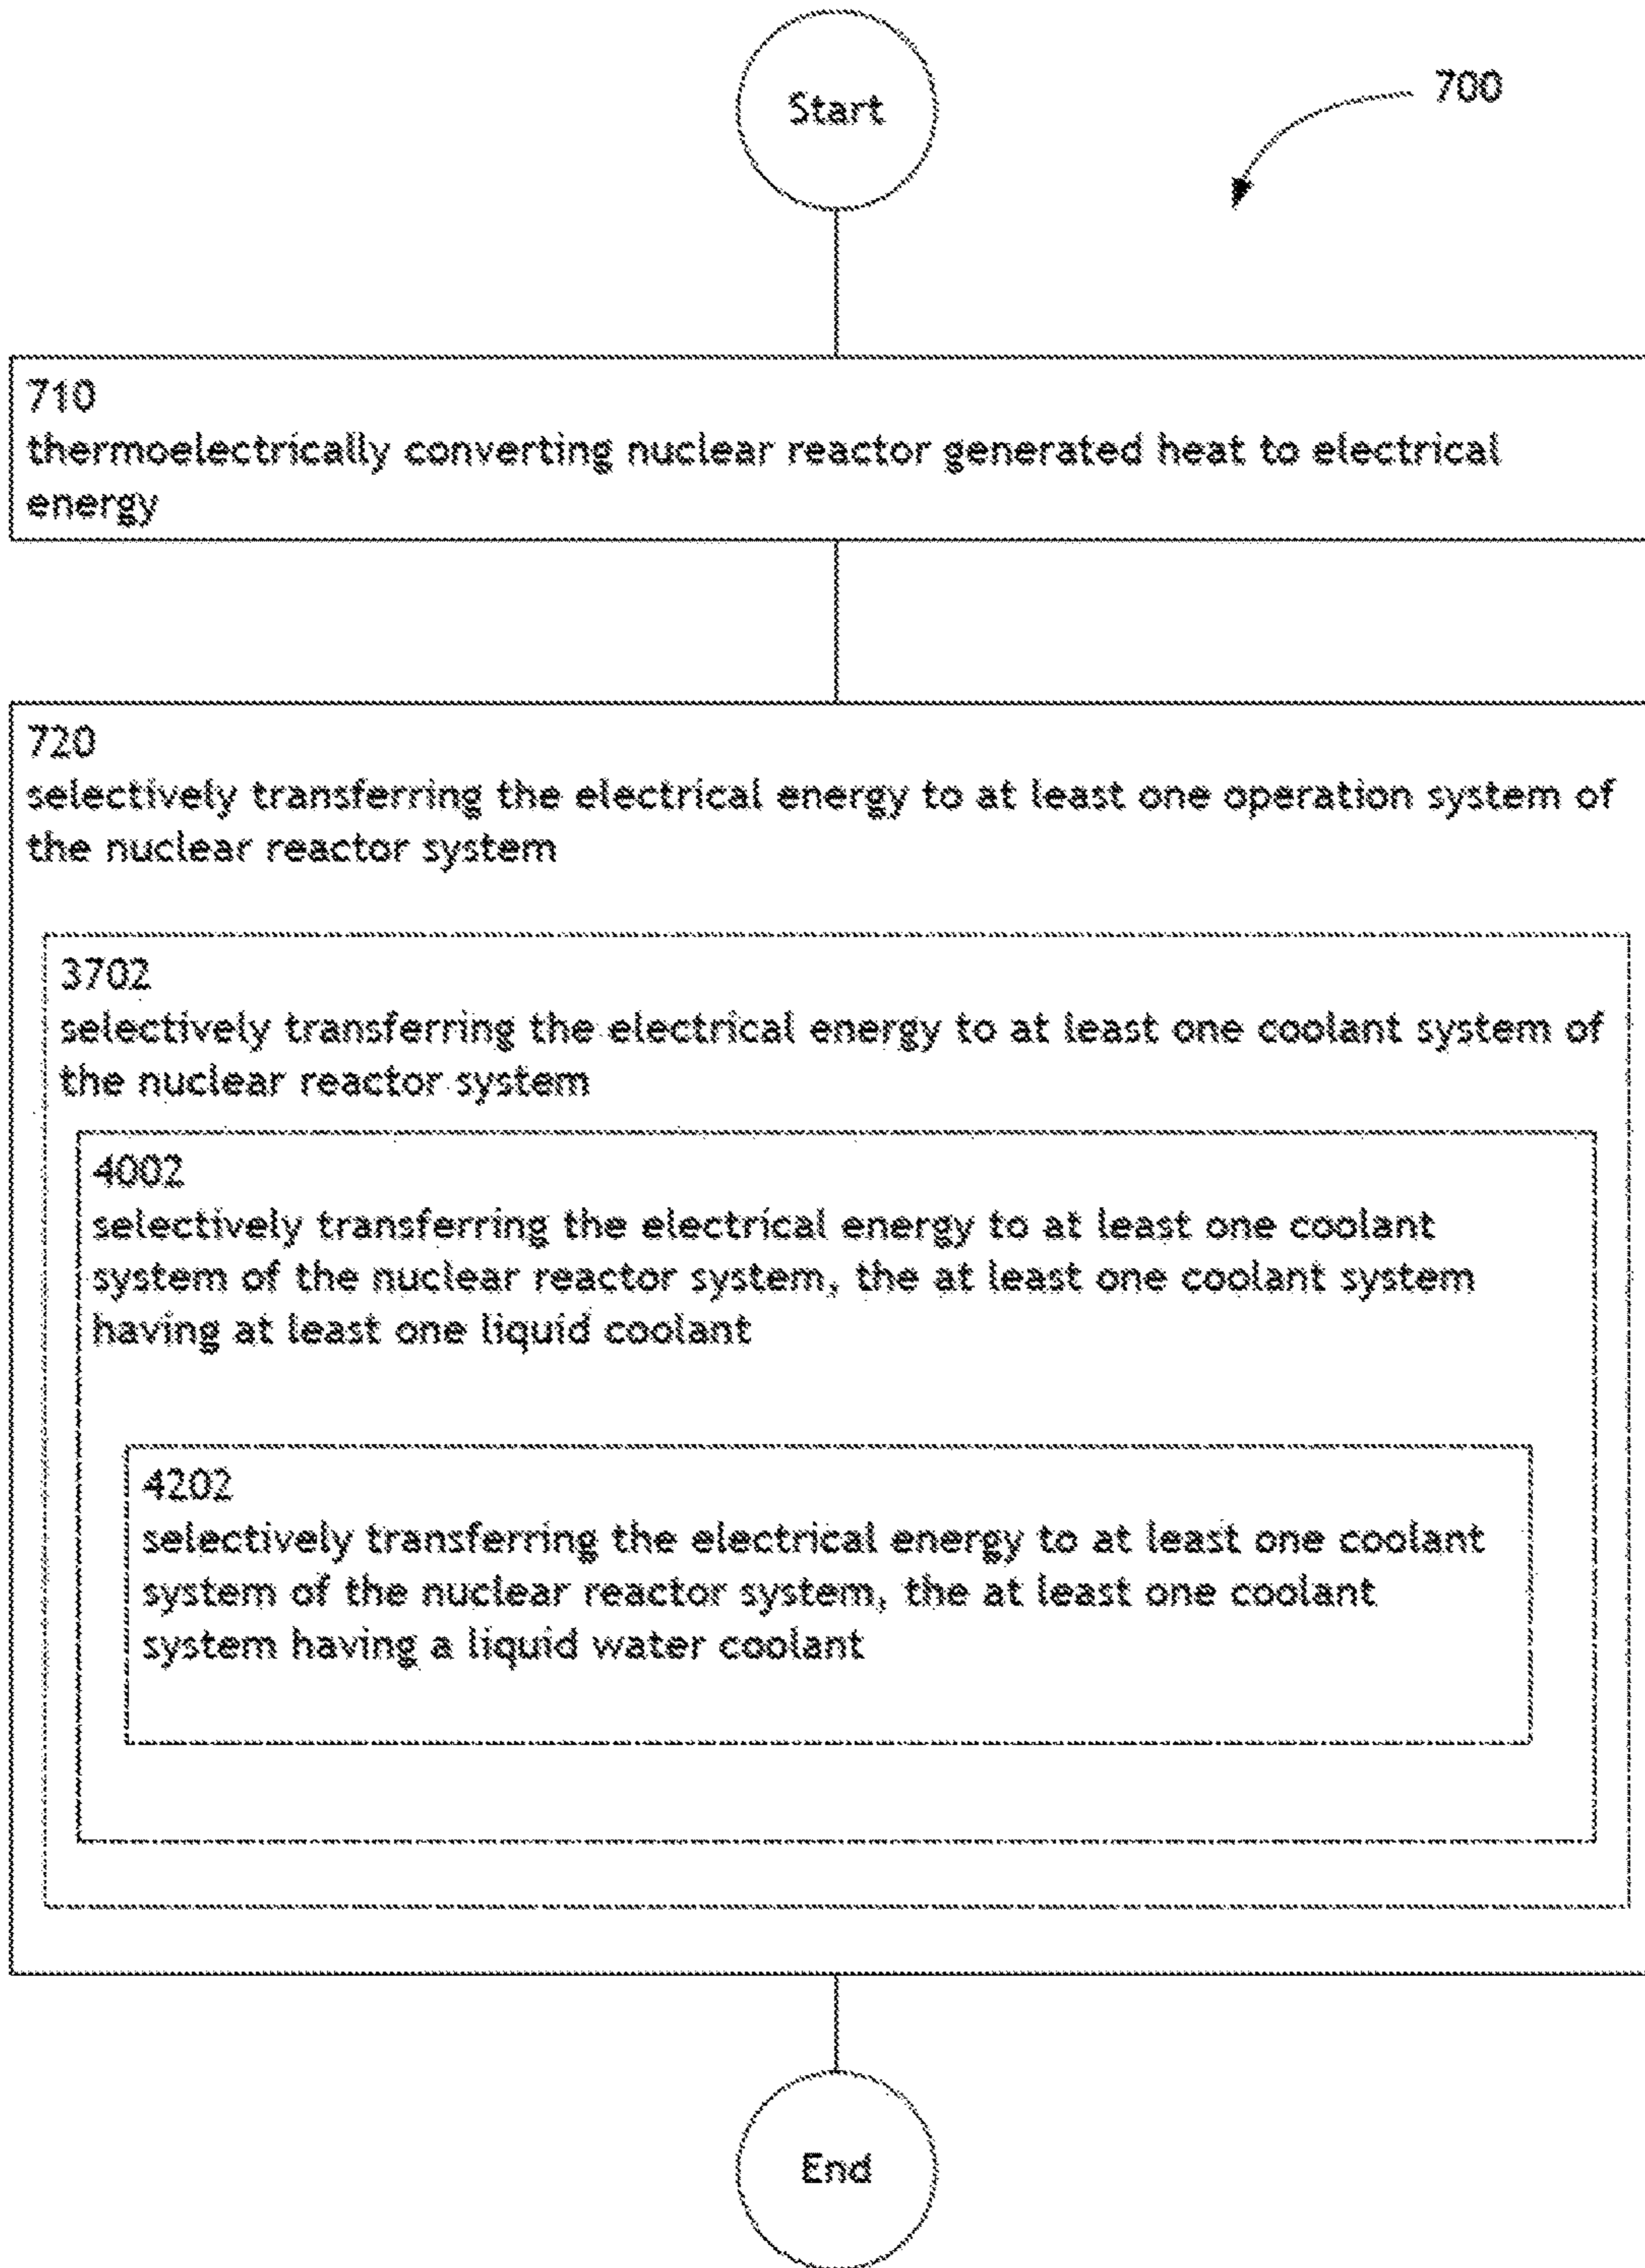 Start
700
710
thermoelectrically converting nuclear reactor generated heat to electrical
energy
720
selectively transferring the electrical energy to at least one operation system of
the nuclear reactor system
3702
selectively transferring the electrical energy to at least one coolant system of
the nuclear reactor system
4002
selectively transferring the electrical energy to at least one coolant
system of the nuclear reactor system, the at least one coolant system
having at least one liquid coolant
4202
selectively transferring the electrical energy to at least one coolant
system of the nuclear reactor system, the at least one coolant
system having a liquid water coolant
End